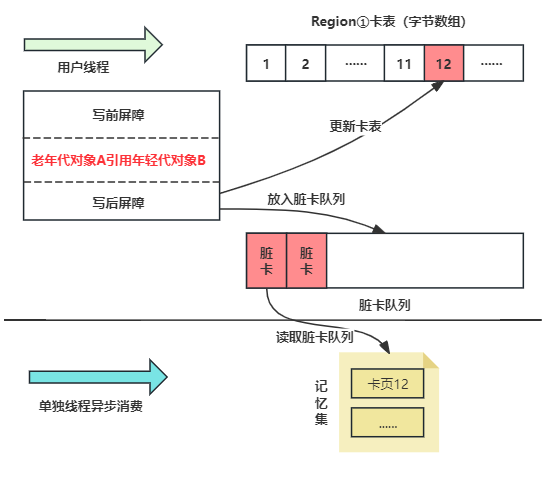 Region①卡表（字节数组）
用户线程
1
2
······
11
12
······
写前屏障
老年代对象A引用年轻代对象B
写后屏障
更新卡表
放入脏卡队列
脏卡
脏卡
脏卡队列
读取脏卡队列
单独线程异步消费
记忆集
卡页12
......